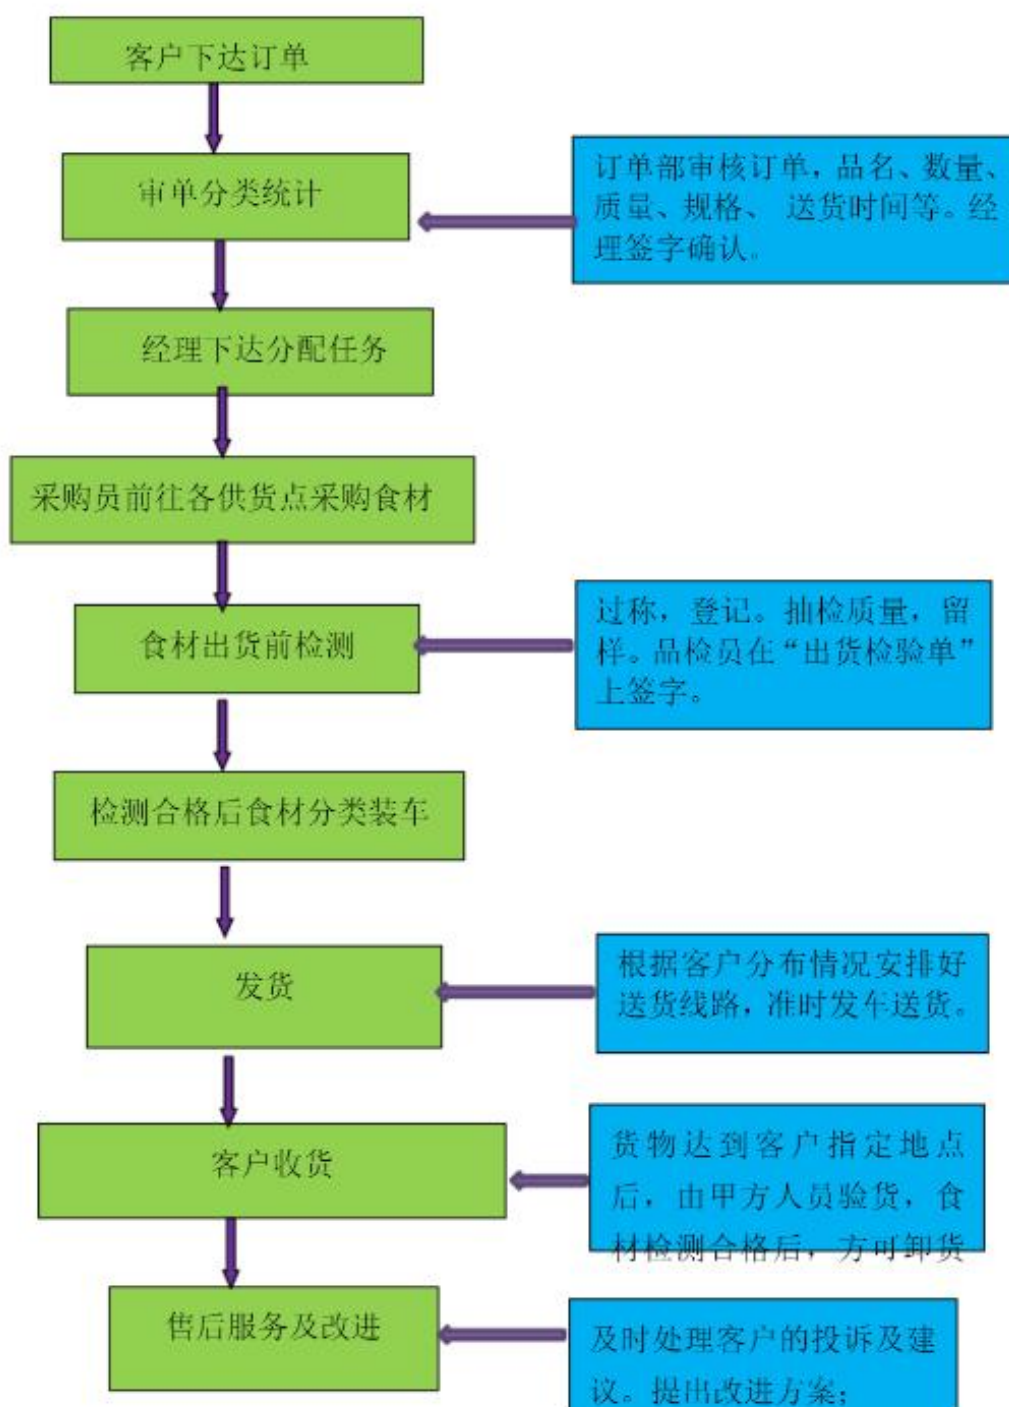 客户下达订单
审单分类统计
订单部审核订单，品名、数量、
质量、规格、 送货时间等。经
理签字确认。
经理下达分配任务
采购员前往各供货点采购食材
食材出货前检测
过称，登记。抽检质量，留
样。品检员在“出货检验单”
上签字。
检测合格后食材分类装车
发货
根据客户分布情况安排好
送货线路，准时发车送货。
客户收货
货物达到客户指定地点
后，由甲方人员验货，食
材检测合格后，方可卸货
售后服务及改进
及时处理客户的投诉及建
议。提出改进方案；